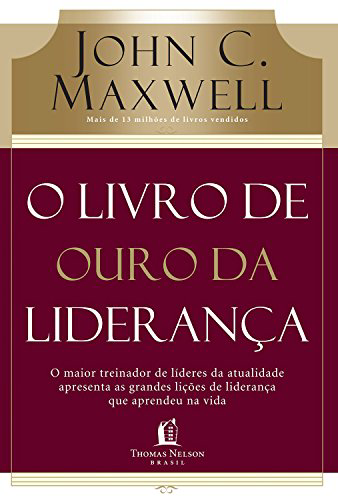 JOHN C.
MAXWELL
Mais de 13 milhões de livros vendidos
O LIVRO DE
OURO DA
LIDERANÇA
O maior treinador de líderes da atualidade
apresenta as grandes lições de liderança
que aprendeu na vida
THOMAS NELSON
BRASIL